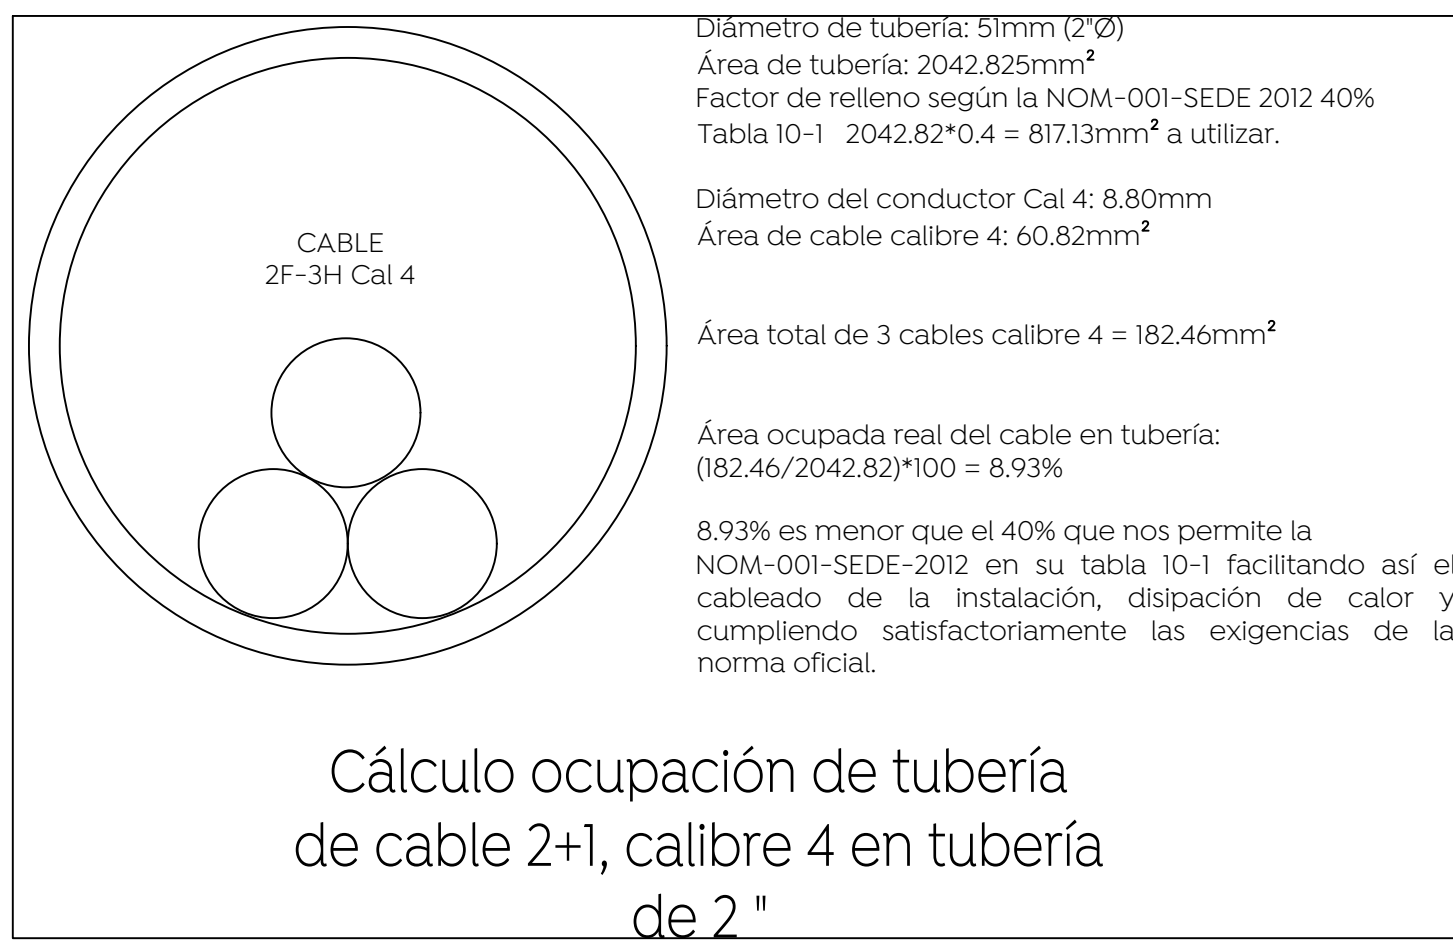 Diámetro de tubería: 51mm (2"Ø)
Área de tubería: 2042.825mm²
Factor de relleno según la NOM-001-SEDE 2012 40%
Tabla 10-1 2042.82*0.4 = 817.13mm² a utilizar.
Diámetro del conductor Cal 4: 8.80mm
Área de cable calibre 4: 60.82mm²
CABLE
2F-3H Cal 4
Área total de 3 cables calibre 4 = 182.46mm²
Área ocupada real del cable en tubería:
(182.46/2042.82)*100 = 8.93%
8.93% es menor que el 40% que nos permite la
NOM-001-SEDE-2012 en su tabla 10-1 facilitando así el
cableado de la instalación, disipación de calor y
cumpliendo satisfactoriamente las exigencias de la
norma oficial.
Cálculo ocupación de tubería
de cable 2+1, calibre 4 en tubería
de 2 "